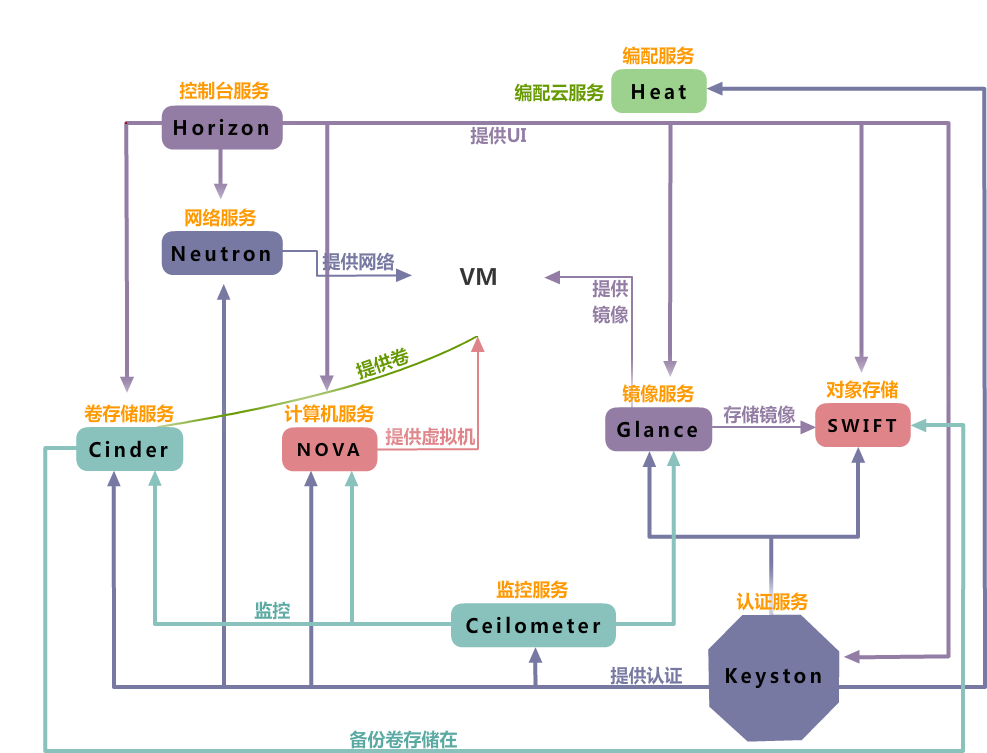 编配服务
Heat
编配云服务
控制台服务
Horizon
提供UI
网络服务
Neutron
提供网络
VM
提供
镜像
提供卷
卷存储服务
Cinder
计算机服务
NOVA
提供虚拟机
镜像服务
Glance
存储镜像
对象存储
SWIFT
监控服务
Ceilometer
监控
认证服务
Keyston
提供认证
备份卷存储在